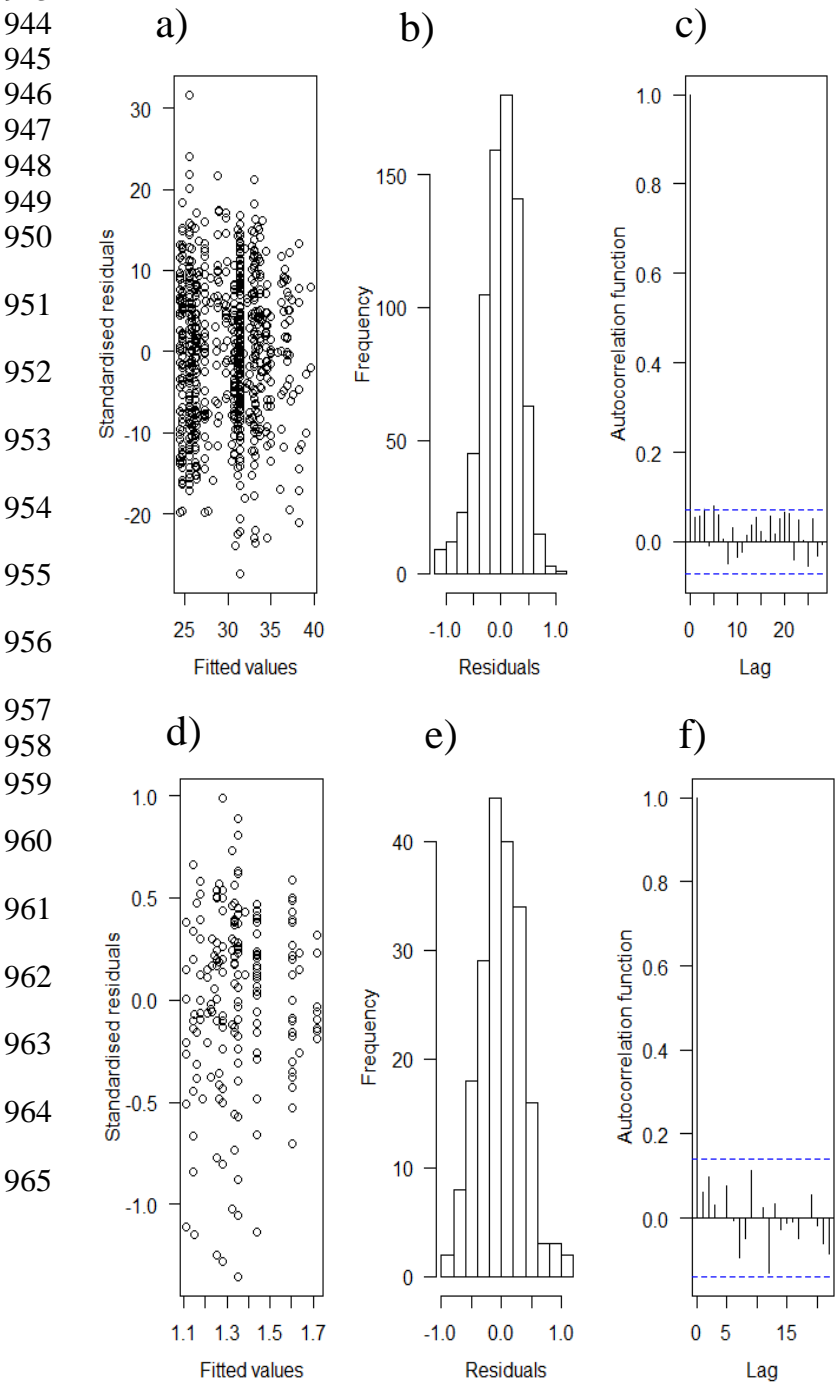 944
945
946
947
948
949
950
951
952
953
954
955
956
957
958
959
960
961
962
963
964
965
a)
Standardised residuals
30
20
10
0
-10
-20
25 30 35 40
Fitted values
b)
Frequency
150
100
50
0
-1.0 0.0 1.0
Residuals
c)
Autocorrelation function
1.0
0.8
0.6
0.4
0.2
0.0
0 10 20
Lag
d)
Standardised residuals
1.0
0.5
0.0
-0.5
-1.0
1.1 1.3 1.5 1.7
Fitted values
e)
Frequency
40
30
20
10
0
-1.0 0.0 1.0
Residuals
f)
Autocorrelation function
1.0
0.8
0.6
0.4
0.2
0.0
0 5 15
Lag